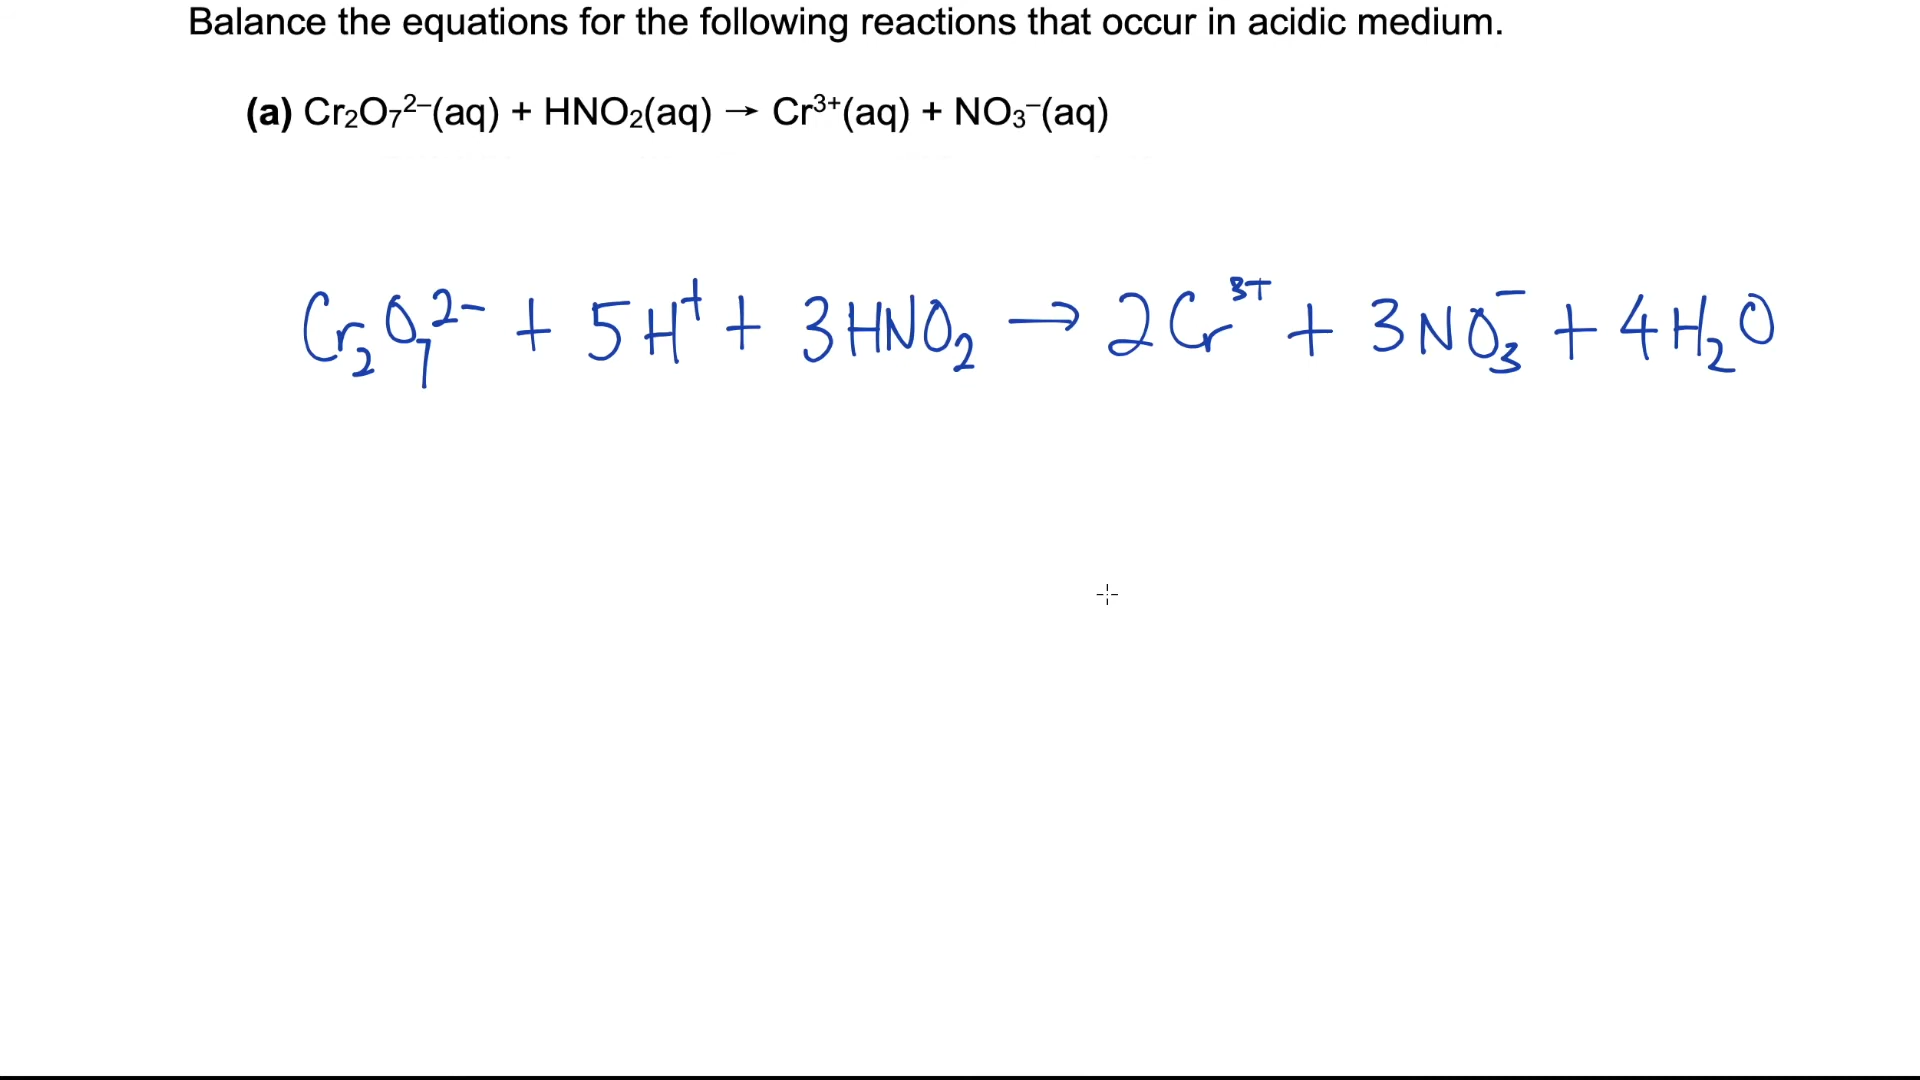 Balance the equations for the following reactions that occur in acidic medium.
(a) Cr₂O₇²⁻(aq) + HNO₂(aq) → Cr³⁺(aq) + NO₃⁻(aq)
Cr₂O₇²⁻ + 5H⁺ + 3HNO₂ → 2Cr³⁺ + 3NO₃⁻ + 4H₂O